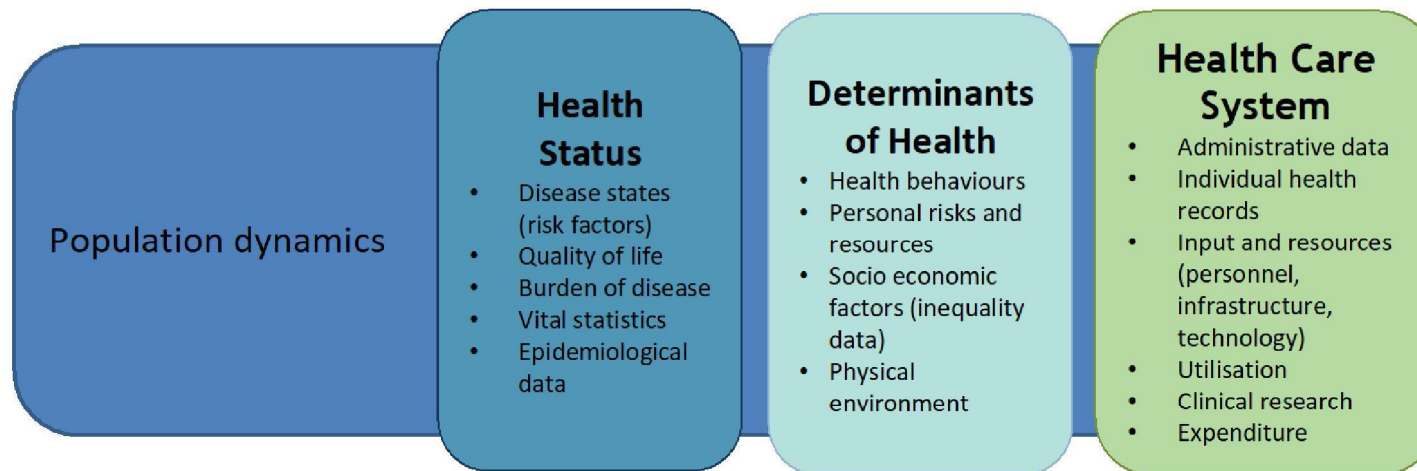 Population dynamics
Health
Status
• Disease states
(risk factors)
• Quality of life
• Burden of disease
• Vital statistics
• Epidemiological
data
Determinants
of Health
• Health behaviours
• Personal risks and
resources
• Socio economic
factors (inequality
data)
• Physical
environment
Health Care
System
• Administrative data
• Individual health
records
• Input and resources
(personnel,
infrastructure,
technology)
• Utilisation
• Clinical research
• Expenditure